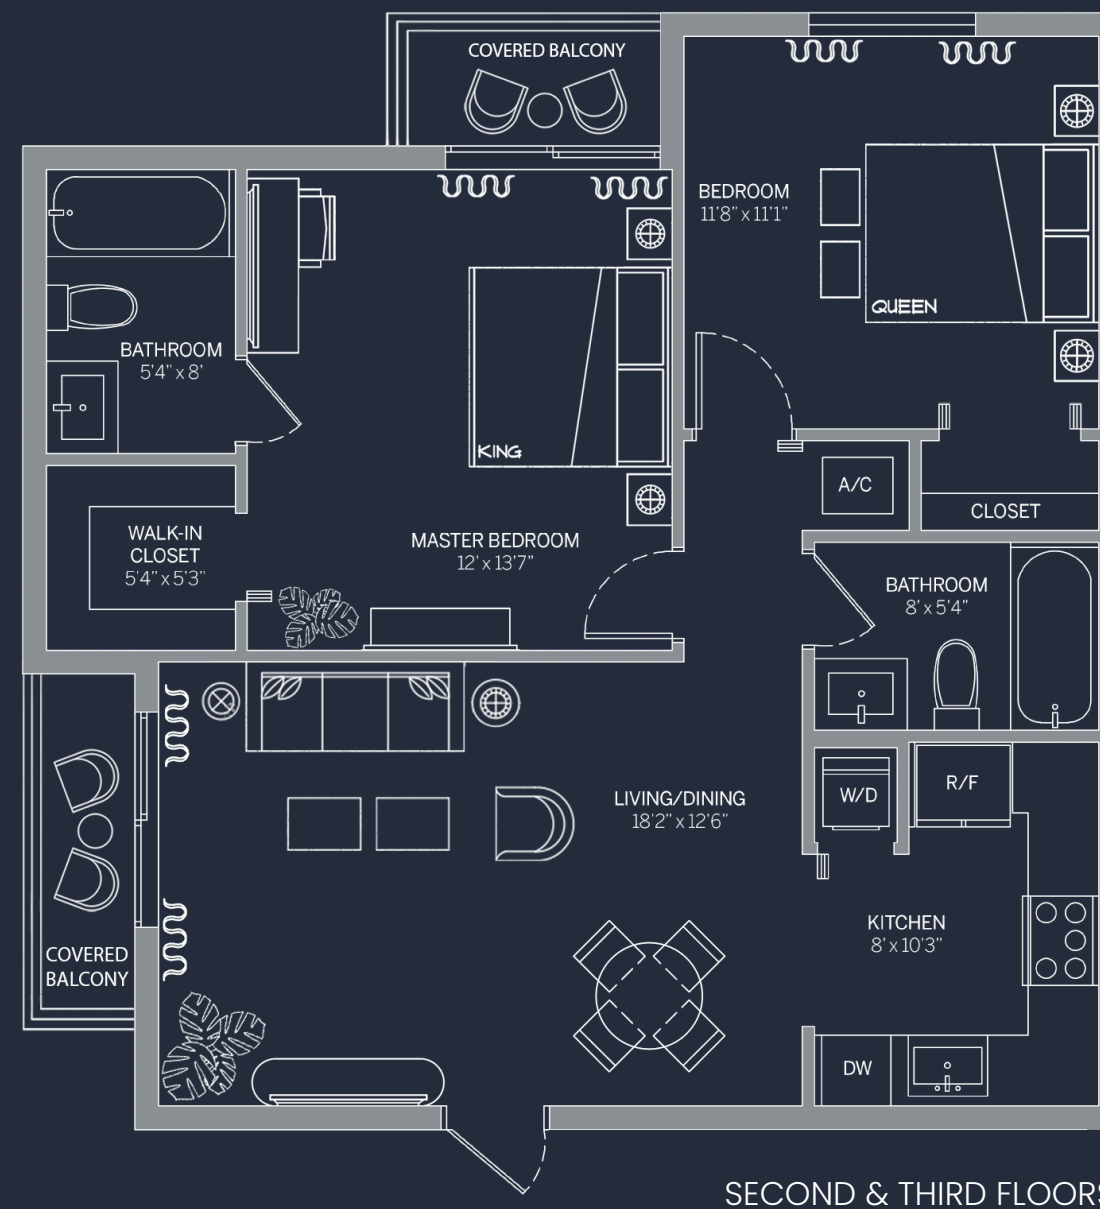 COVERED BALCONY
BEDROOM
11'8" x 11'1"
QUEEN
BATHROOM
5'4" x 8'
KING
A/C
CLOSET
WALK-IN
CLOSET
5'4" x 5'3"
MASTER BEDROOM
12' x 13'7"
BATHROOM
8' x 5'4"
LIVING/DINING
18'2" x 12'6"
W/D
R/F
KITCHEN
8' x 10'3"
COVERED
BALCONY
DW
SECOND & THIRD FLOORS